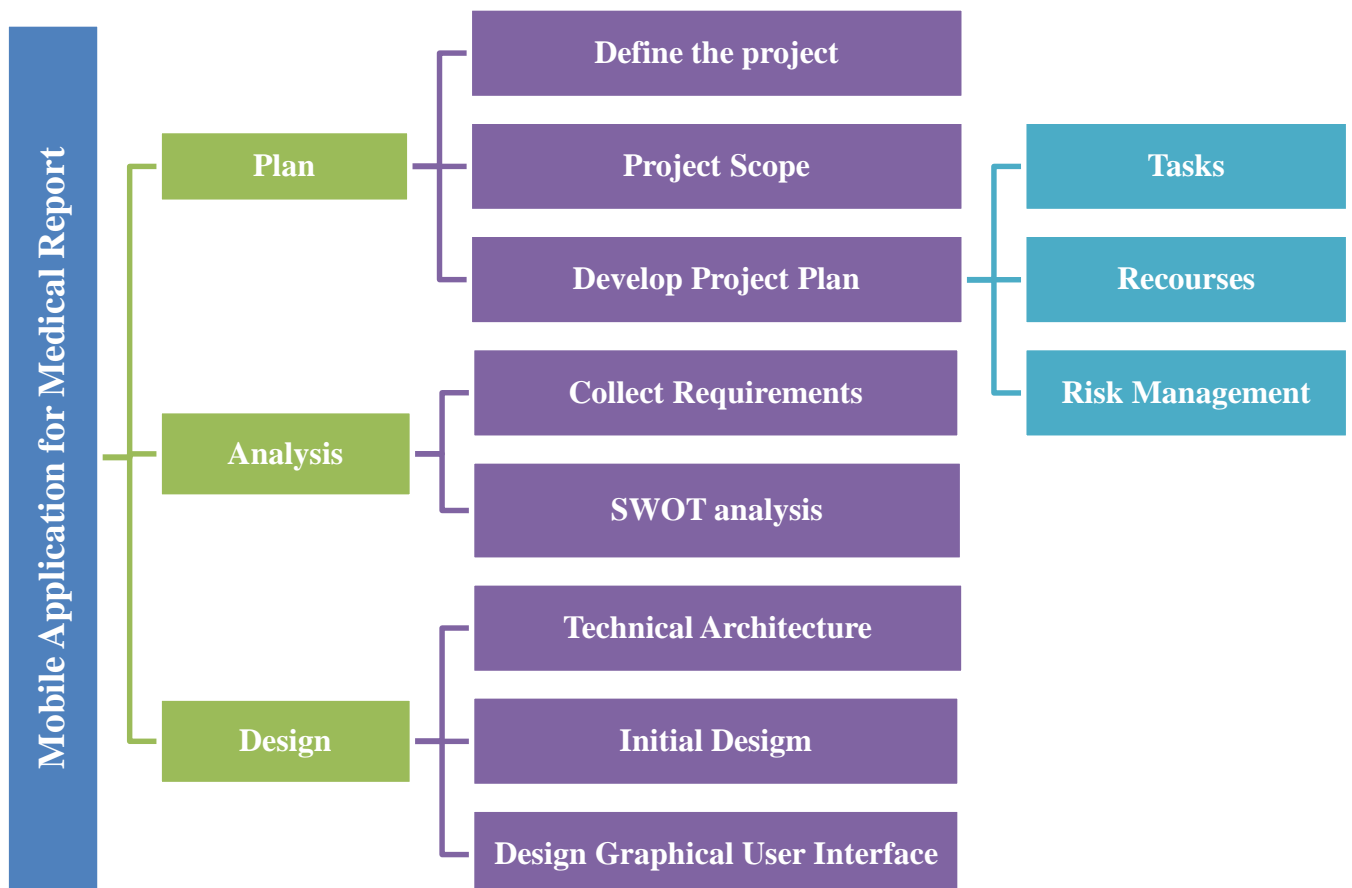 Mobile Application for Medical Report
Plan
Define the project
Project Scope
Develop Project Plan
Tasks
Recourses
Risk Management
Analysis
Collect Requirements
SWOT analysis
Design
Technical Architecture
Initial Desigm
Design Graphical User Interface